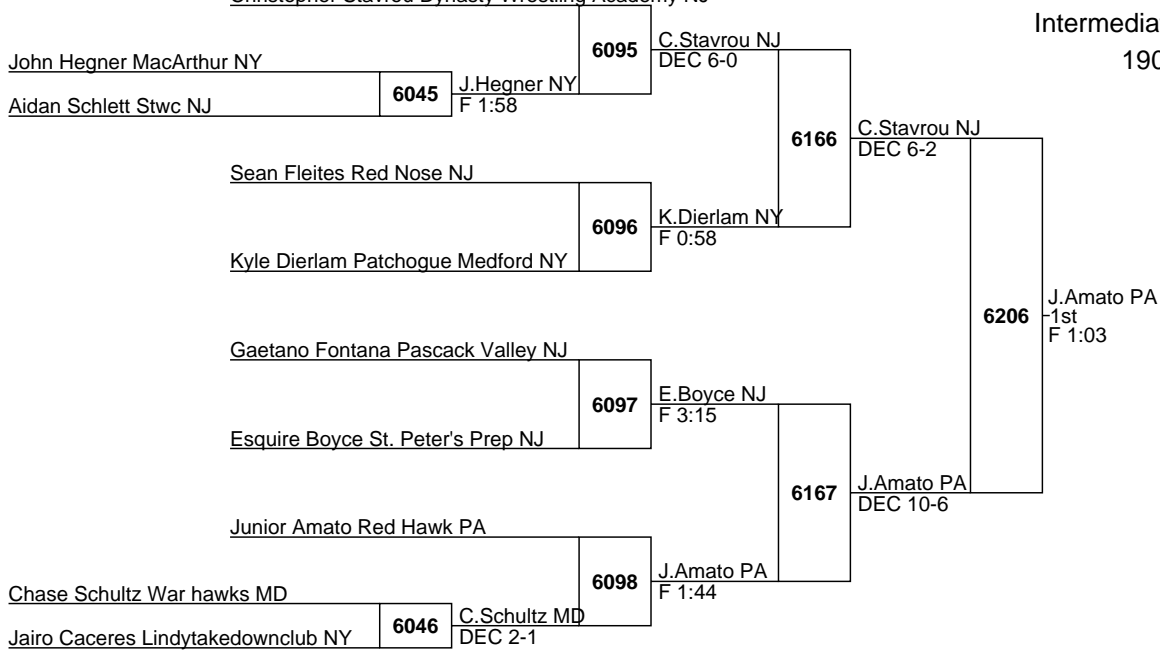 Christopher Stavrou Dynasty Wrestling Academy NJ
Intermedia
190
6095
C.Stavrou NJ
DEC 6-0
John Hegner MacArthur NY
6045
J.Hegner NY
F 1:58
Aidan Schlett Stwc NJ
6166
C.Stavrou NJ
DEC 6-2
Sean Fleites Red Nose NJ
6096
K.Dierlam NY
F 0:58
Kyle Dierlam Patchogue Medford NY
6206
J.Amato PA
1st
F 1:03
Gaetano Fontana Pascack Valley NJ
6097
E.Boyce NJ
F 3:15
Esquire Boyce St. Peter's Prep NJ
6167
J.Amato PA
DEC 10-6
Junior Amato Red Hawk PA
6098
J.Amato PA
F 1:44
Chase Schultz War hawks MD
6046
C.Schultz MD
DEC 2-1
Jairo Caceres Lindytakedownclub NY